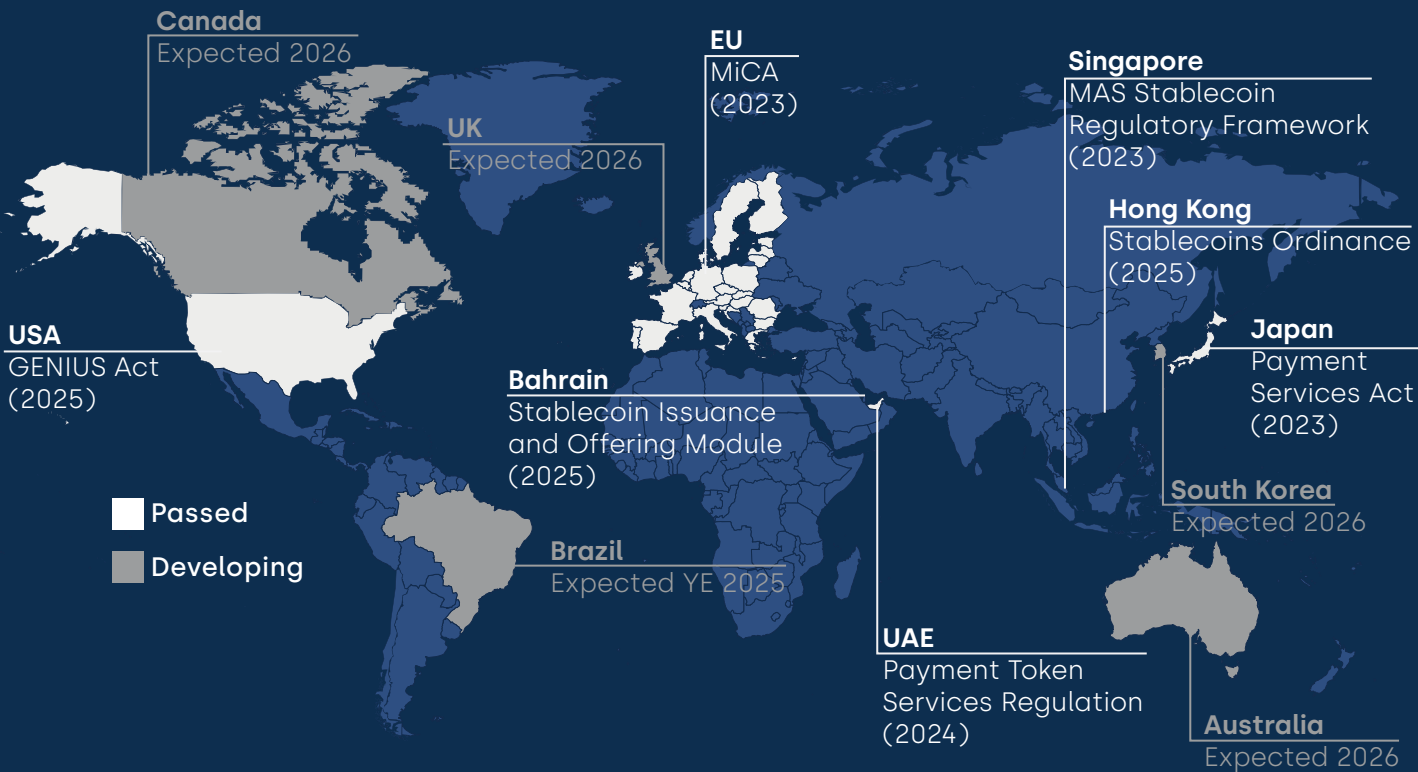 Canada
Expected 2026
EU
MiCA
(2023)
Singapore
MAS Stablecoin
Regulatory Framework
(2023)
UK
Expected 2026
Hong Kong
Stablecoins Ordinance
(2025)
USA
GENIUS Act
(2025)
Japan
Payment
Services Act
(2023)
Bahrain
Stablecoin Issuance
and Offering Module
(2025)
South Korea
Expected 2026
Passed
Developing
Brazil
Expected YE 2025
UAE
Payment Token
Services Regulation
(2024)
Australia
Expected 2026